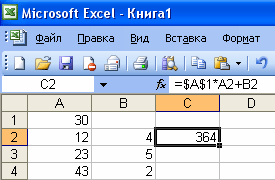 Microsoft Excel - Книга1
Файл Правка Вид Вставка Формат
C2 fx =$A$1*A2+B2
A B C
1 30
2 12 4 364
3 23 5
4 43 2